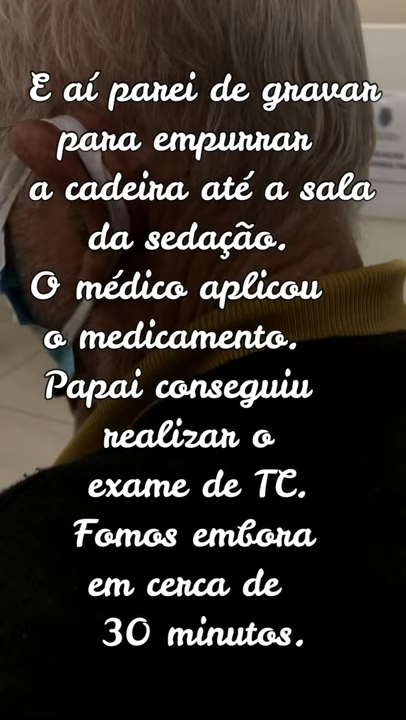 E aí parei de gravar
para empurrar
a cadeira até a sala
da sedação.
O médico aplicou
o medicamento.
Papai conseguiu
realizar o
exame de TC.
Fomos embora
em cerca de
30 minutos.